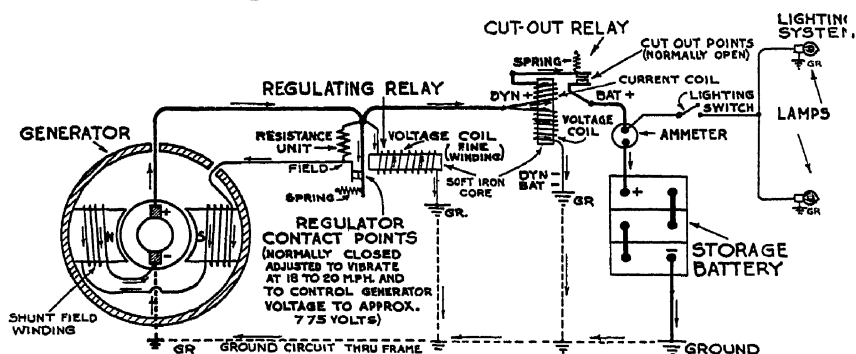 CUT-OUT RELAY
LIGHTING
SYSTEM
SPRING
CUT OUT POINTS
(NORMALLY OPEN)
GR
REGULATING RELAY
CURRENT COIL
DYN +
BAT +
LIGHTING
SWITCH
LAMPS
GENERATOR
RESISTANCE
UNIT
VOLTAGE COIL
(FINE
WINDING)
VOLTAGE
COIL
AMMETER
FIELD
SOFT IRON
CORE
DYN –
BAT –
SPRING
GR.
GR
+
GR
+
–
N
S
REGULATOR
CONTACT POINTS
(NORMALLY CLOSED
ADJUSTED TO VIBRATE
AT 18 TO 20 M.P.H. AND
TO CONTROL GENERATOR
VOLTAGE TO APPROX.
7.75 VOLTS)
STORAGE
BATTERY
–
SHUNT FIELD
WINDING
GR
GROUND CIRCUIT THRU FRAME
GROUND